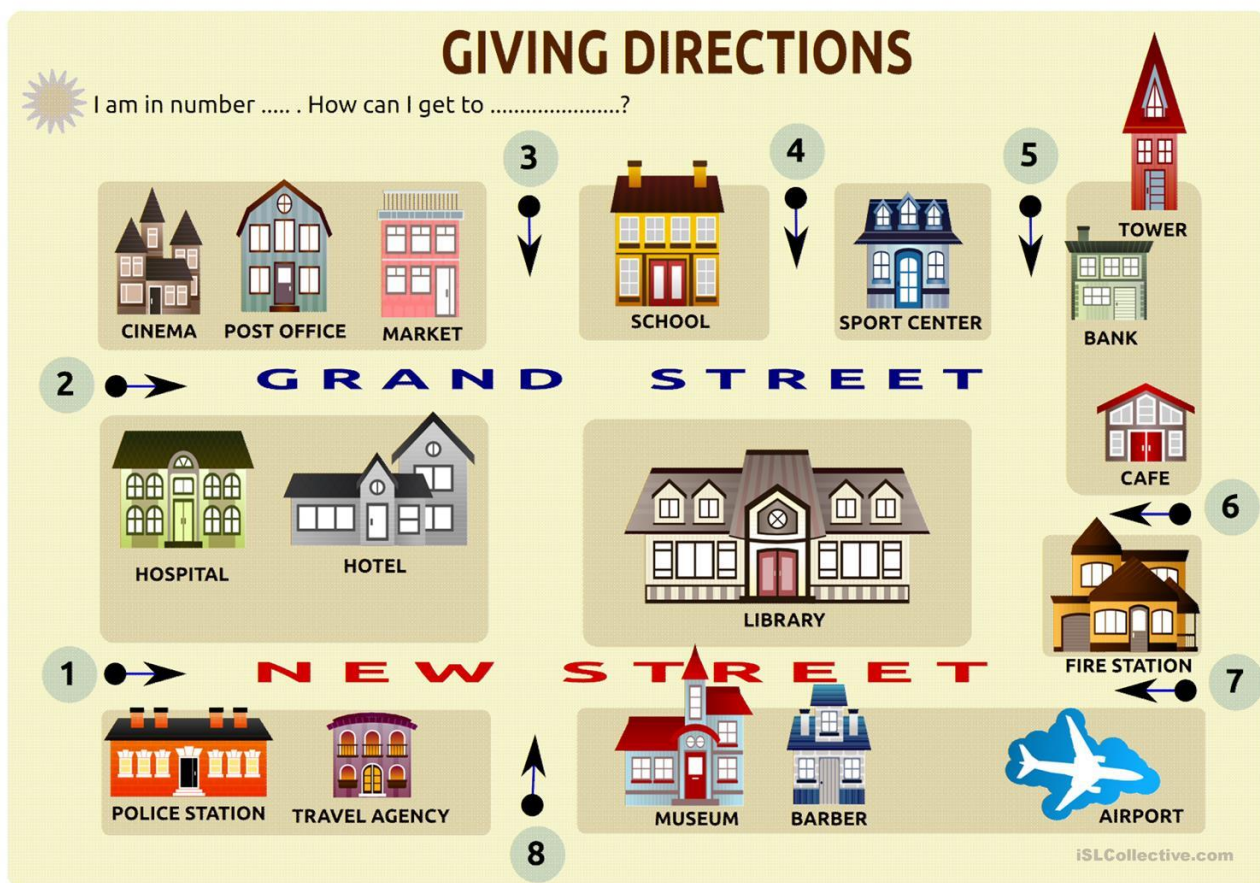 GIVING DIRECTIONS
I am in number ..... . How can I get to ......................?
3
4
5
TOWER
CINEMA
POST OFFICE
MARKET
SCHOOL
SPORT CENTER
BANK
2
GRAND STREET
CAFE
6
HOSPITAL
HOTEL
LIBRARY
FIRE STATION
1
NEW STREET
7
POLICE STATION
TRAVEL AGENCY
MUSEUM
BARBER
AIRPORT
8
iSLCollective.com